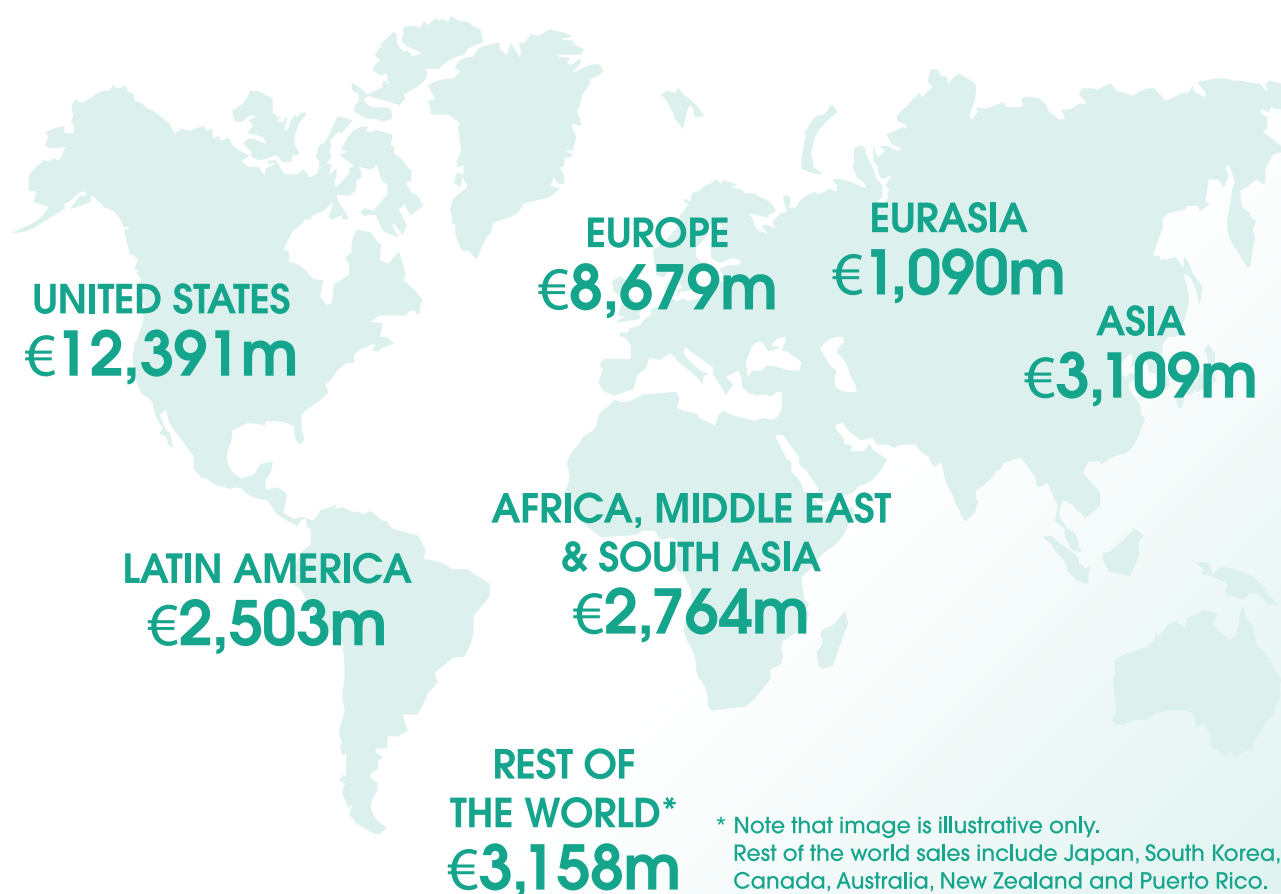 EUROPE
€8,679m
EURASIA
€1,090m
UNITED STATES
€12,391m
ASIA
€3,109m
AFRICA, MIDDLE EAST
& SOUTH ASIA
€2,764m
LATIN AMERICA
€2,503m
REST OF
THE WORLD*
€3,158m
* Note that image is illustrative only.
Rest of the world sales include Japan, South Korea,
Canada, Australia, New Zealand and Puerto Rico.